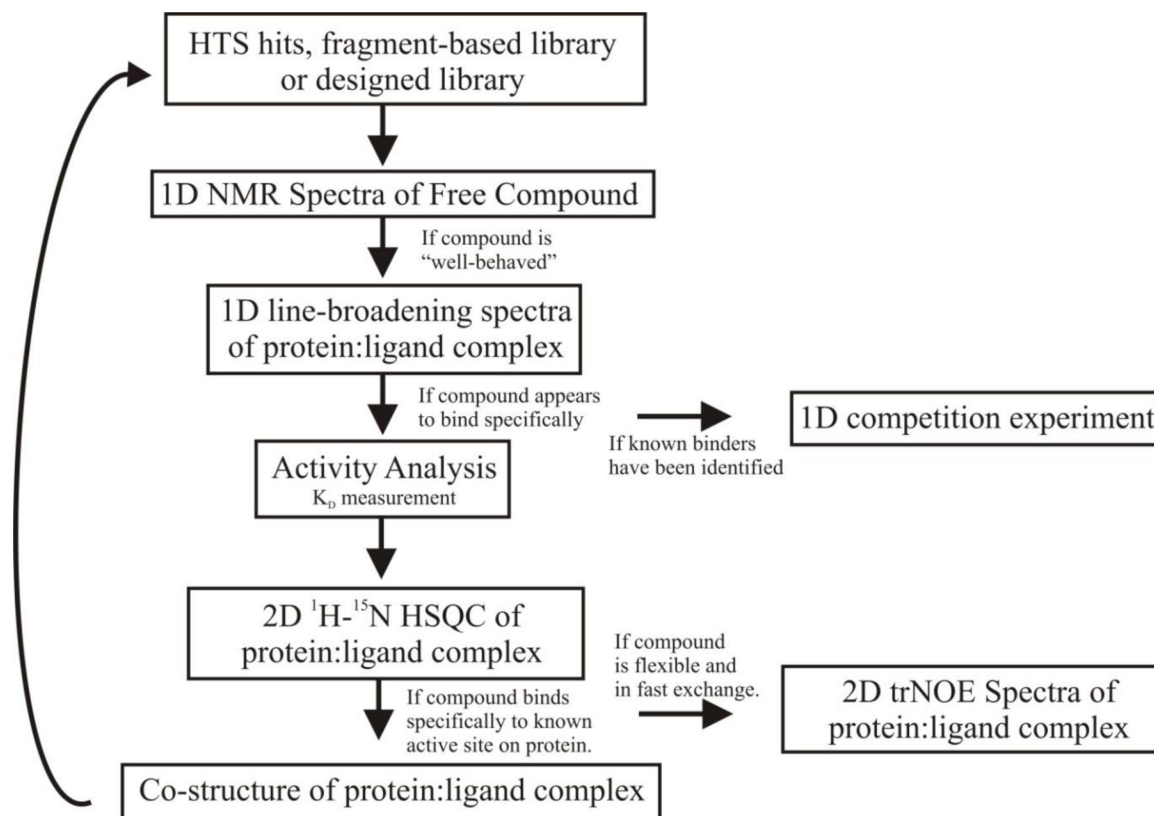 HTS hits, fragment-based library
or designed library
1D NMR Spectra of Free Compound
If compound is
“well-behaved”
1D line-broadening spectra
of protein:ligand complex
If compound appears
to bind specifically
If known binders
have been identified
1D competition experiment
Activity Analysis
K_D measurement
2D ¹H-¹⁵N HSQC of
protein:ligand complex
If compound
is flexible and
in fast exchange.
2D trNOE Spectra of
protein:ligand complex
If compound binds
specifically to known
active site on protein.
Co-structure of protein:ligand complex